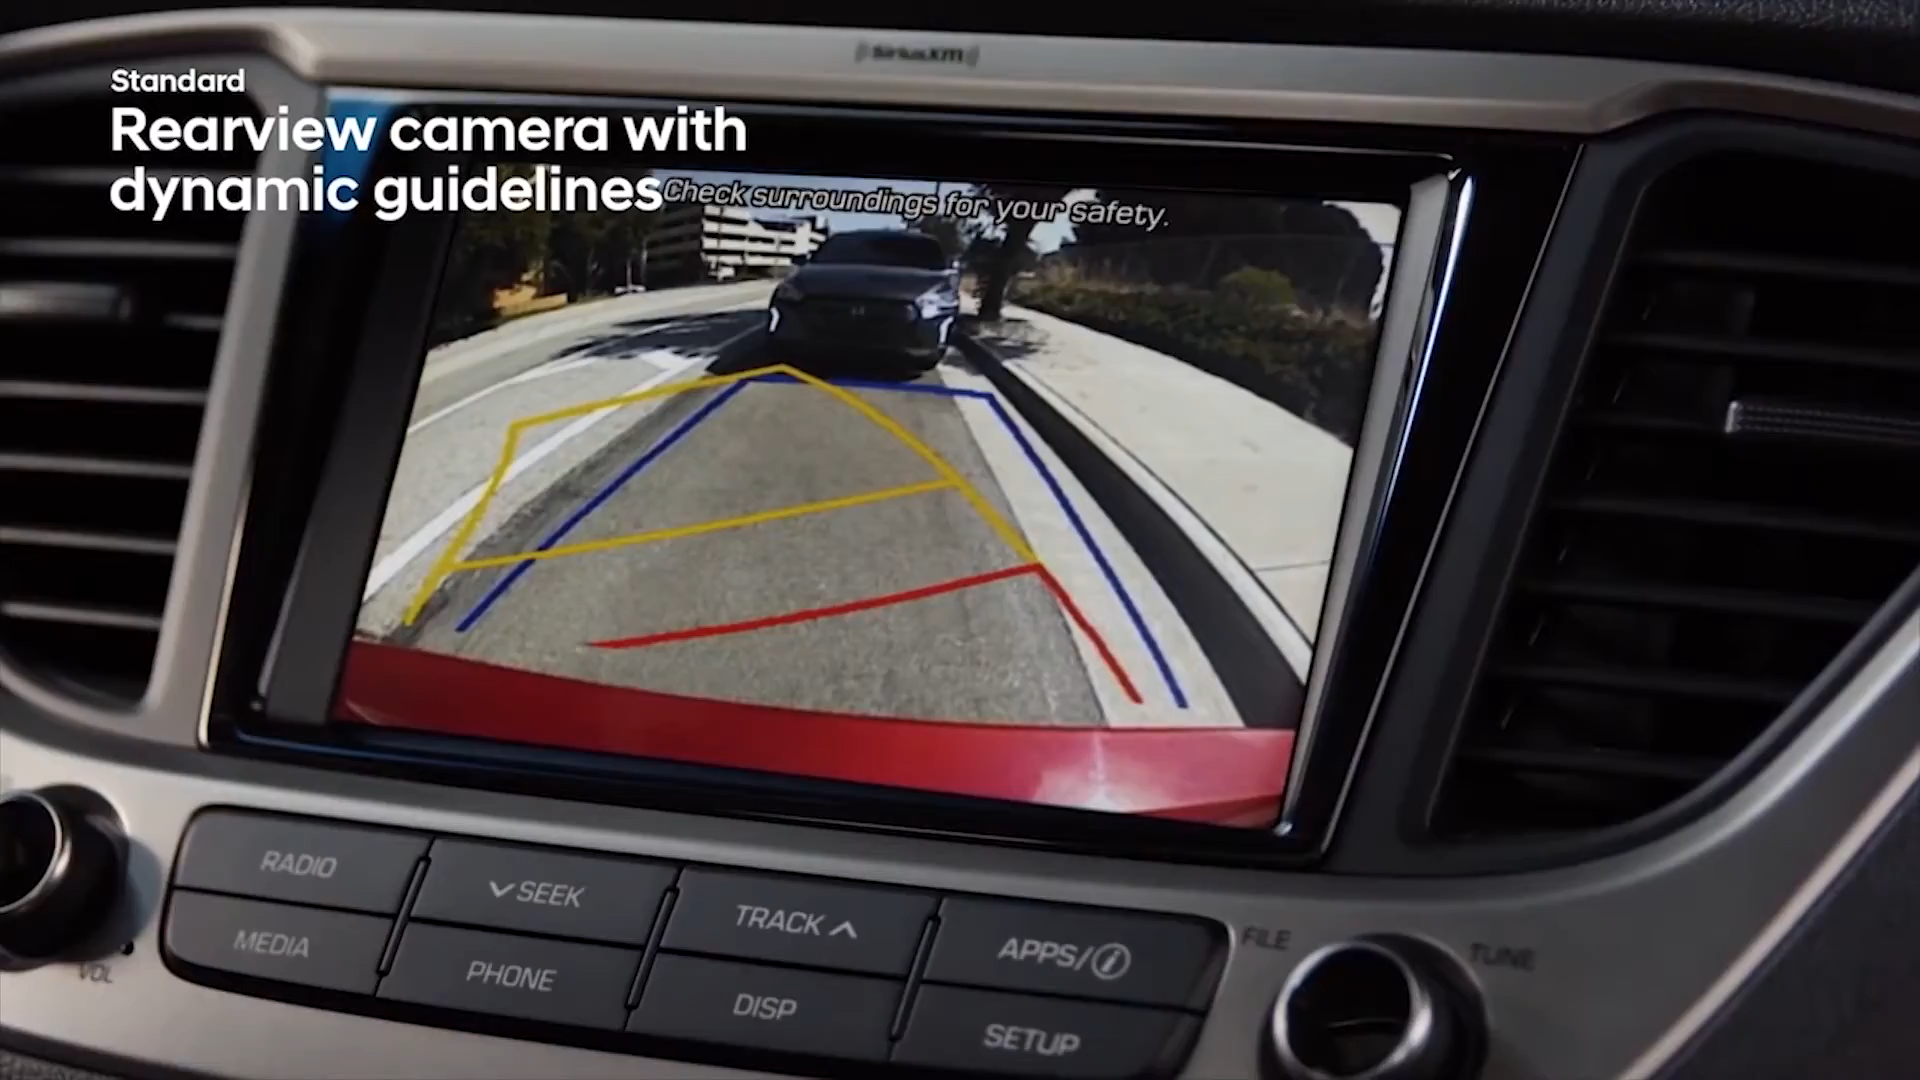 ((SiriusXM))
Standard
Rearview camera with
dynamic guidelines
Check surroundings for your safety.
RADIO
SEEK
TRACK
APPS/i
MEDIA
PHONE
DISP
SETUP
VOL
FILE
TUNE